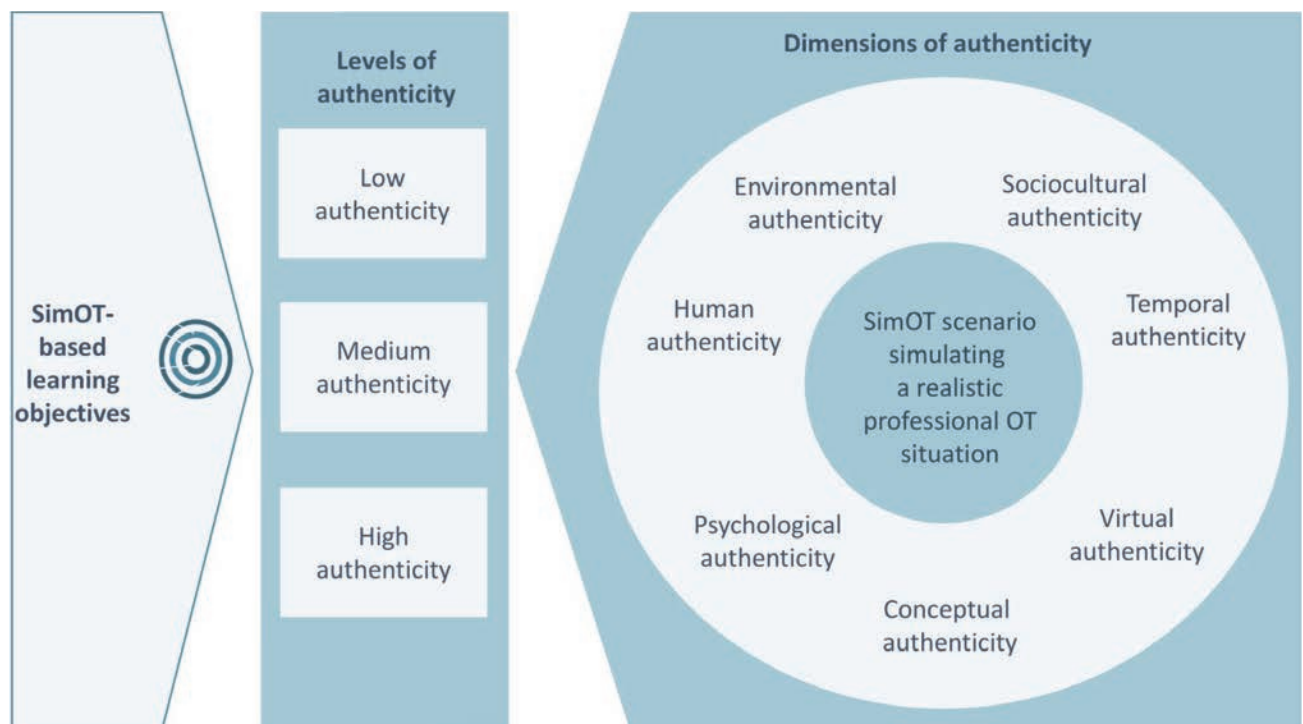 SimOT-
based
learning
objectives
Levels of
authenticity
Low
authenticity
Medium
authenticity
High
authenticity
Dimensions of authenticity
Environmental
authenticity
Sociocultural
authenticity
Human
authenticity
Temporal
authenticity
SimOT scenario
simulating
a realistic
professional OT
situation
Psychological
authenticity
Virtual
authenticity
Conceptual
authenticity